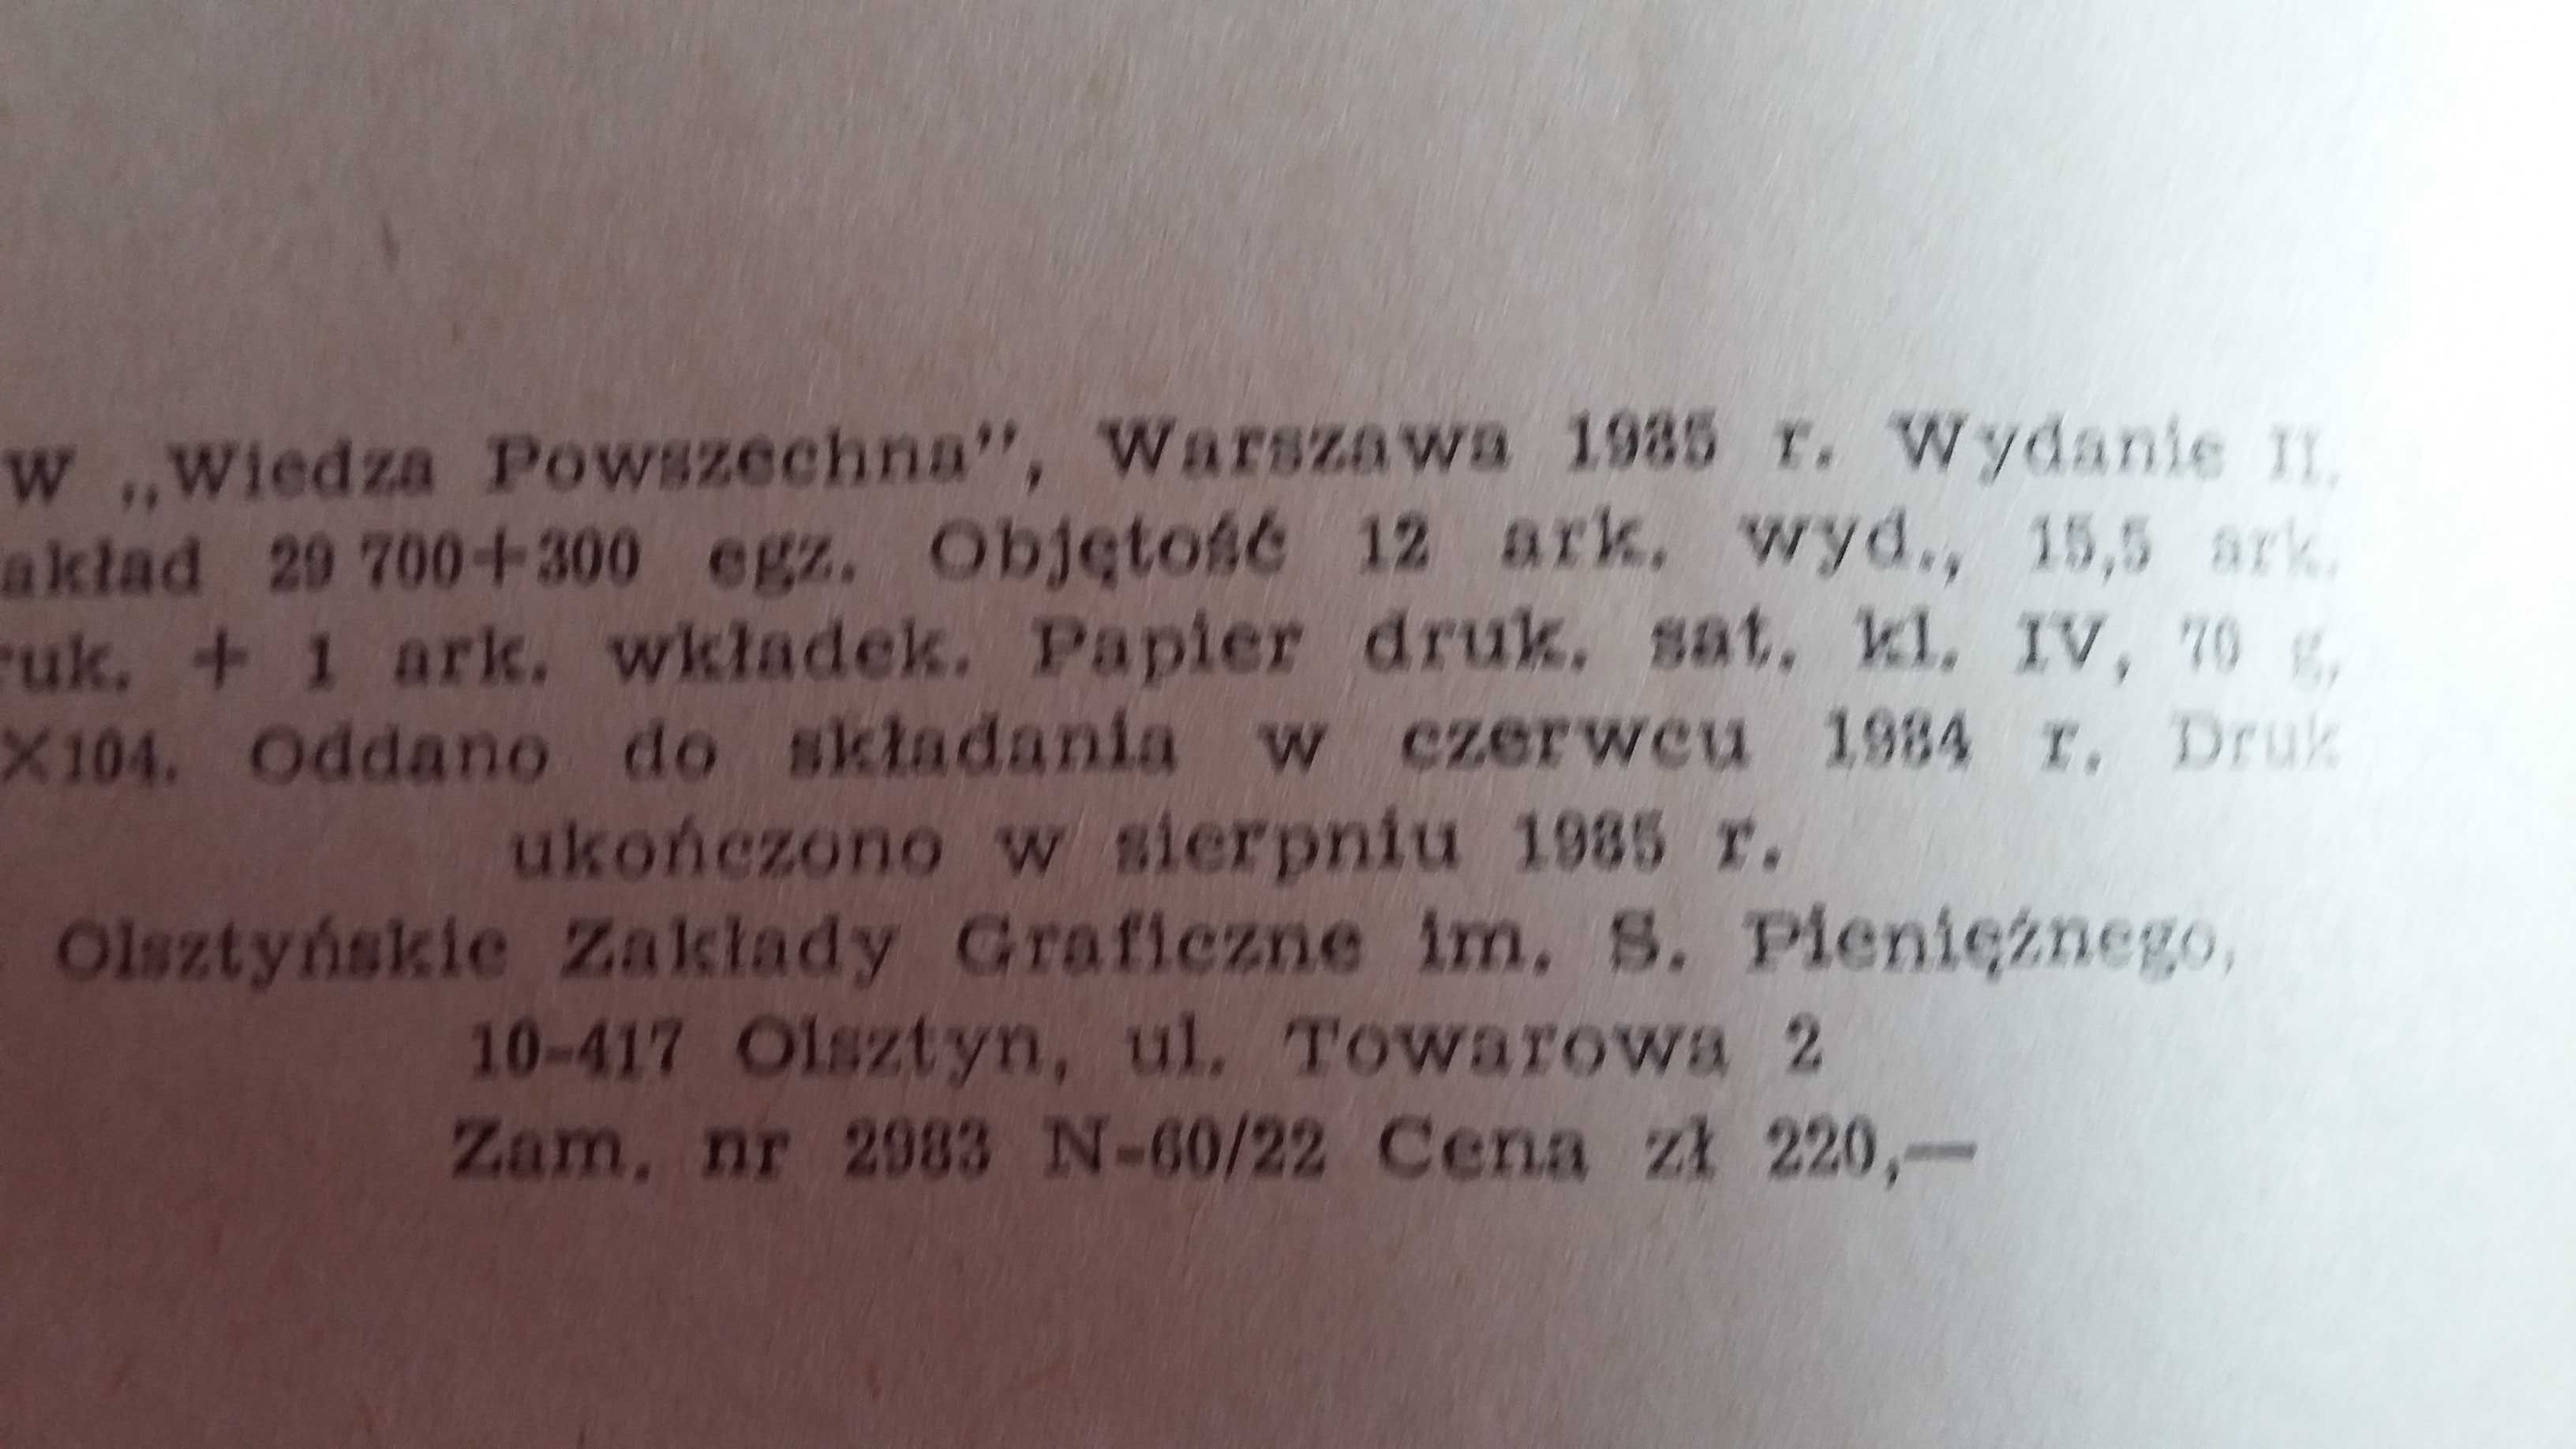 W „Wiedza Powszechna”, Warszawa 1985 r. Wydanie II.
akład 29 700+300 egz. Objętość 12 ark. wyd., 15,5 ark.
ruk. + 1 ark. wkładek. Papier druk. sat. kl. IV, 70 g,
×104. Oddano do składania w czerwcu 1984 r. Druk
ukończono w sierpniu 1985 r.
Olsztyńskie Zakłady Graficzne im. S. Pieniężnego,
10-417 Olsztyn, ul. Towarowa 2
Zam. nr 2983 N-60/22 Cena zł 220,—